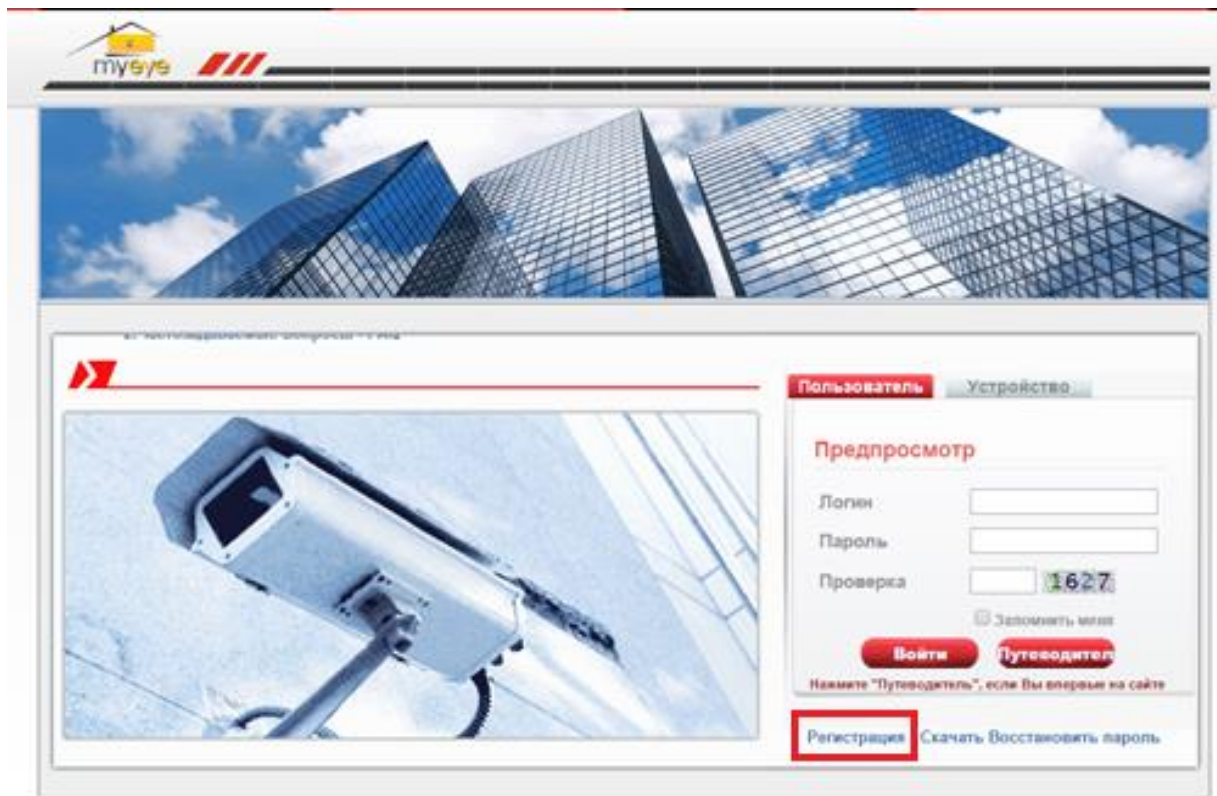 myeye
Пользователь Устройство
Предпросмотр
Логин
Пароль
Проверка 1627
Запомнить меня
Войти Путеводител
Нажмите "Путеводитель", если Вы впервые на сайте
Регистрация Скачать Восстановить пароль